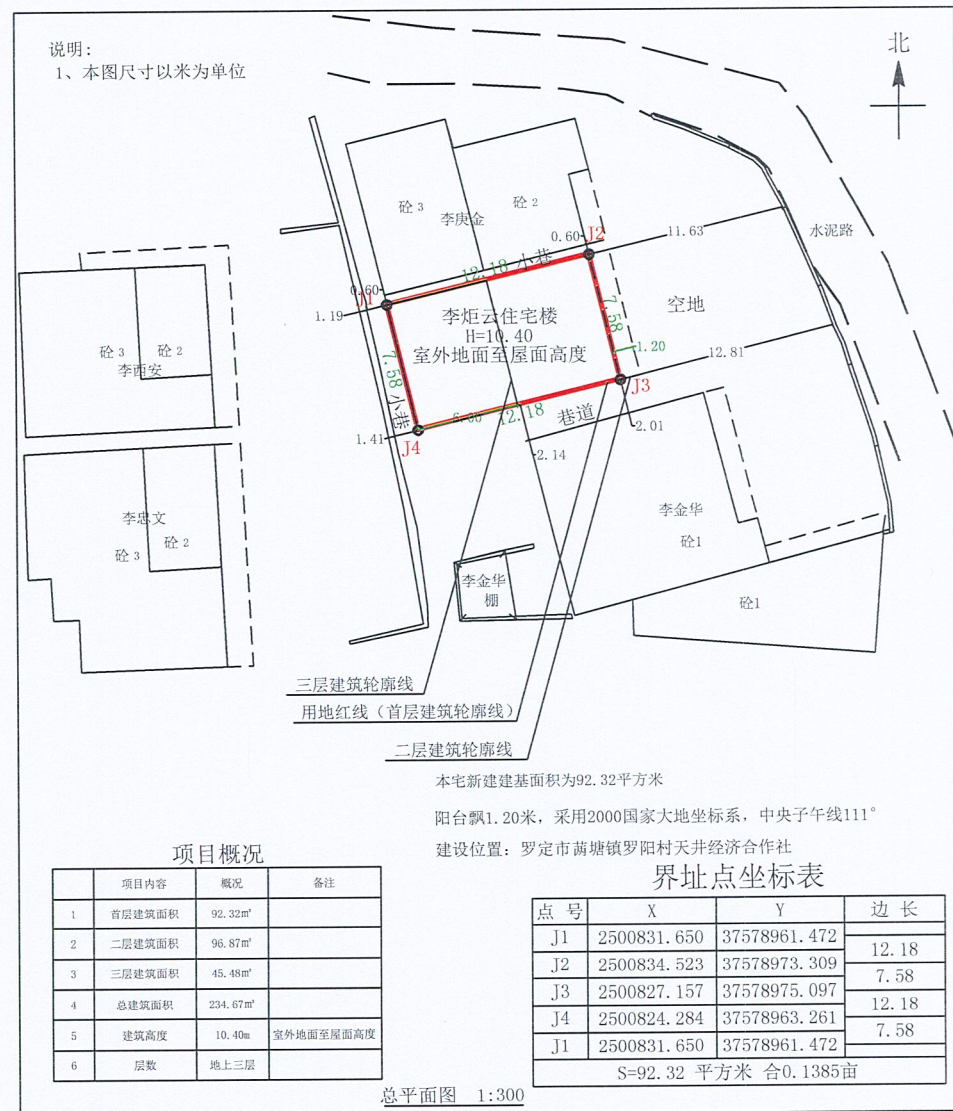 说明:
1、本图尺寸以米为单位
北
砼3
李庚金
砼2
水泥路
0.60
J2
11.63
12.18
小巷
0.60
J1
1.19
李炬云住宅楼
H=10.40
室外地面至屋面高度
7.58
空地
1.20
12.81
7.58
小巷
砼3
砼2
李西安
J3
6.00
12.18
巷道
2.01
1.41
J4
2.14
李忠文
砼3
砼2
李金华
砼1
李金华
棚
砼1
三层建筑轮廓线
用地红线（首层建筑轮廓线）
二层建筑轮廓线
本宅新建建基面积为92.32平方米
阳台飘1.20米，采用2000国家大地坐标系，中央子午线111°
建设位置：罗定市䓣塘镇罗阳村天井经济合作社
项目概况
项目内容 概况 备注
1 首层建筑面积 92.32㎡
2 二层建筑面积 96.87㎡
3 三层建筑面积 45.48㎡
4 总建筑面积 234.67㎡
5 建筑高度 10.40m 室外地面至屋面高度
6 层数 地上三层
界址点坐标表
点号 X Y 边长
J1 2500831.650 37578961.472
12.18
J2 2500834.523 37578973.309
7.58
J3 2500827.157 37578975.097
12.18
J4 2500824.284 37578963.261
7.58
J1 2500831.650 37578961.472
S=92.32 平方米 合0.1385亩
总平面图 1:300